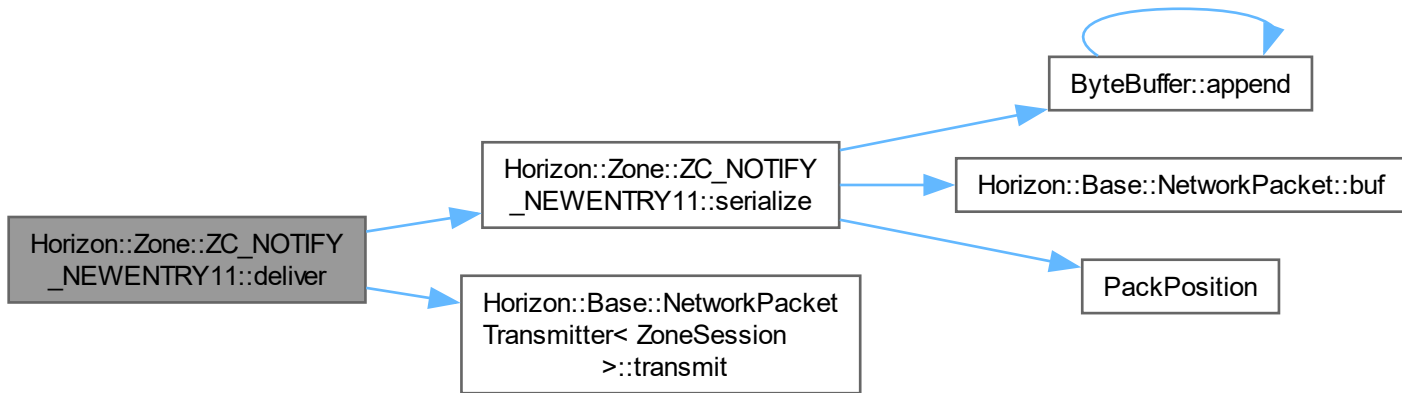 Horizon::Zone::ZC_NOTIFY
_NEWENTRY11::deliver
Horizon::Zone::ZC_NOTIFY
_NEWENTRY11::serialize
ByteBuffer::append
Horizon::Base::NetworkPacket::buf
PackPosition
Horizon::Base::NetworkPacket
Transmitter< ZoneSession
>::transmit